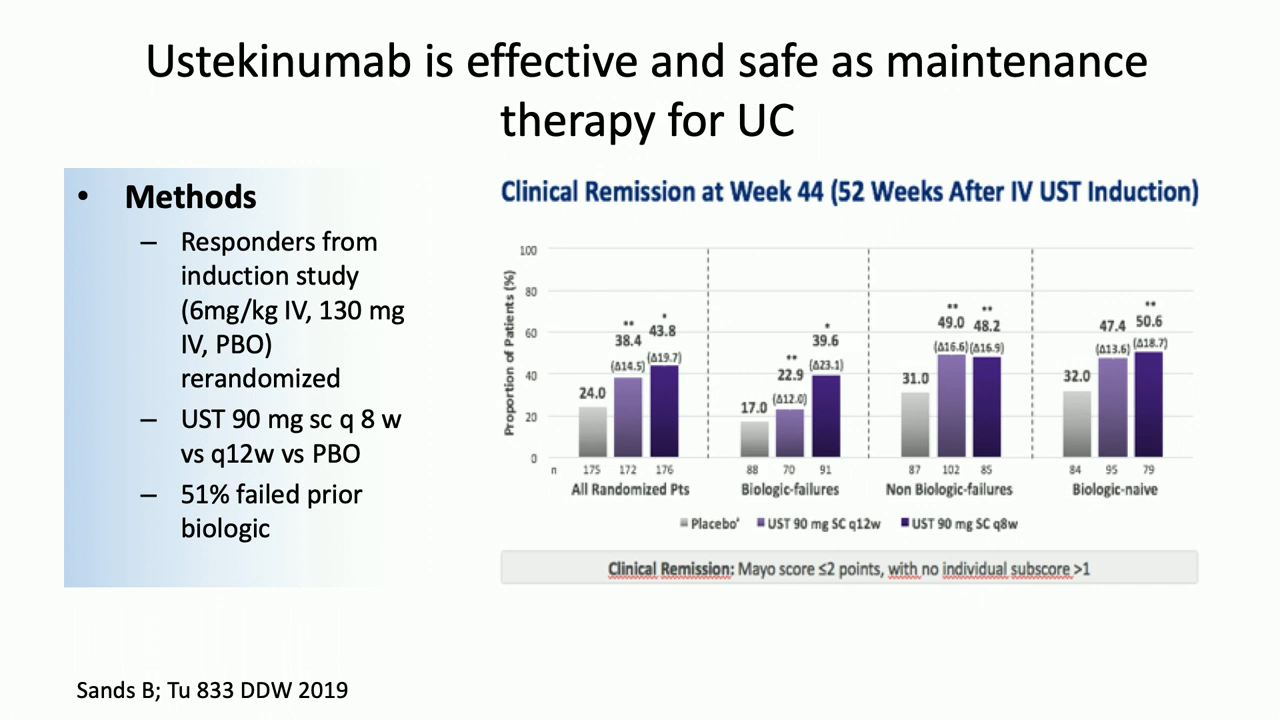 Ustekinumab is effective and safe as maintenance
therapy for UC
• Methods
– Responders from
induction study
(6mg/kg IV, 130 mg
IV, PBO)
rerandomized
– UST 90 mg sc q 8 w
vs q12w vs PBO
– 51% failed prior
biologic
Clinical Remission at Week 44 (52 Weeks After IV UST Induction)
Proportion of Patients (%)
100
80
60
40
20
0
24.0
** 38.4 (Δ14.5)
* 43.8 (Δ19.7)
17.0
** 22.9 (Δ12.0)
* 39.6 (Δ23.1)
31.0
** 49.0 (Δ16.6)
** 48.2 (Δ16.9)
32.0
47.4 (Δ13.6)
** 50.6 (Δ18.7)
n 175 172 176 88 70 91 87 102 85 84 95 79
All Randomized Pts Biologic-failures Non Biologic-failures Biologic-naive
Placebo* UST 90 mg SC q12w UST 90 mg SC q8w
Clinical Remission: Mayo score ≤2 points, with no individual subscore >1
Sands B; Tu 833 DDW 2019